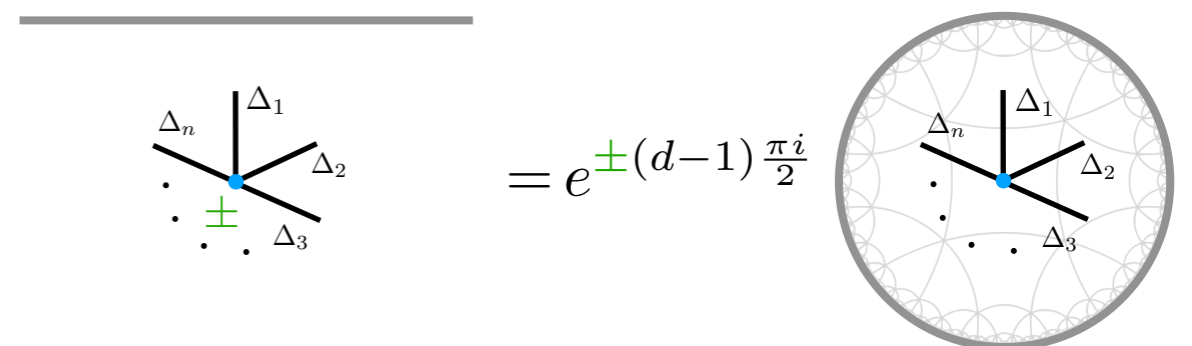 Δ₁
Δₙ
Δ₂
±
Δ₃
= e^{±(d−1) πi/2}
Δ₁
Δₙ
Δ₂
Δ₃